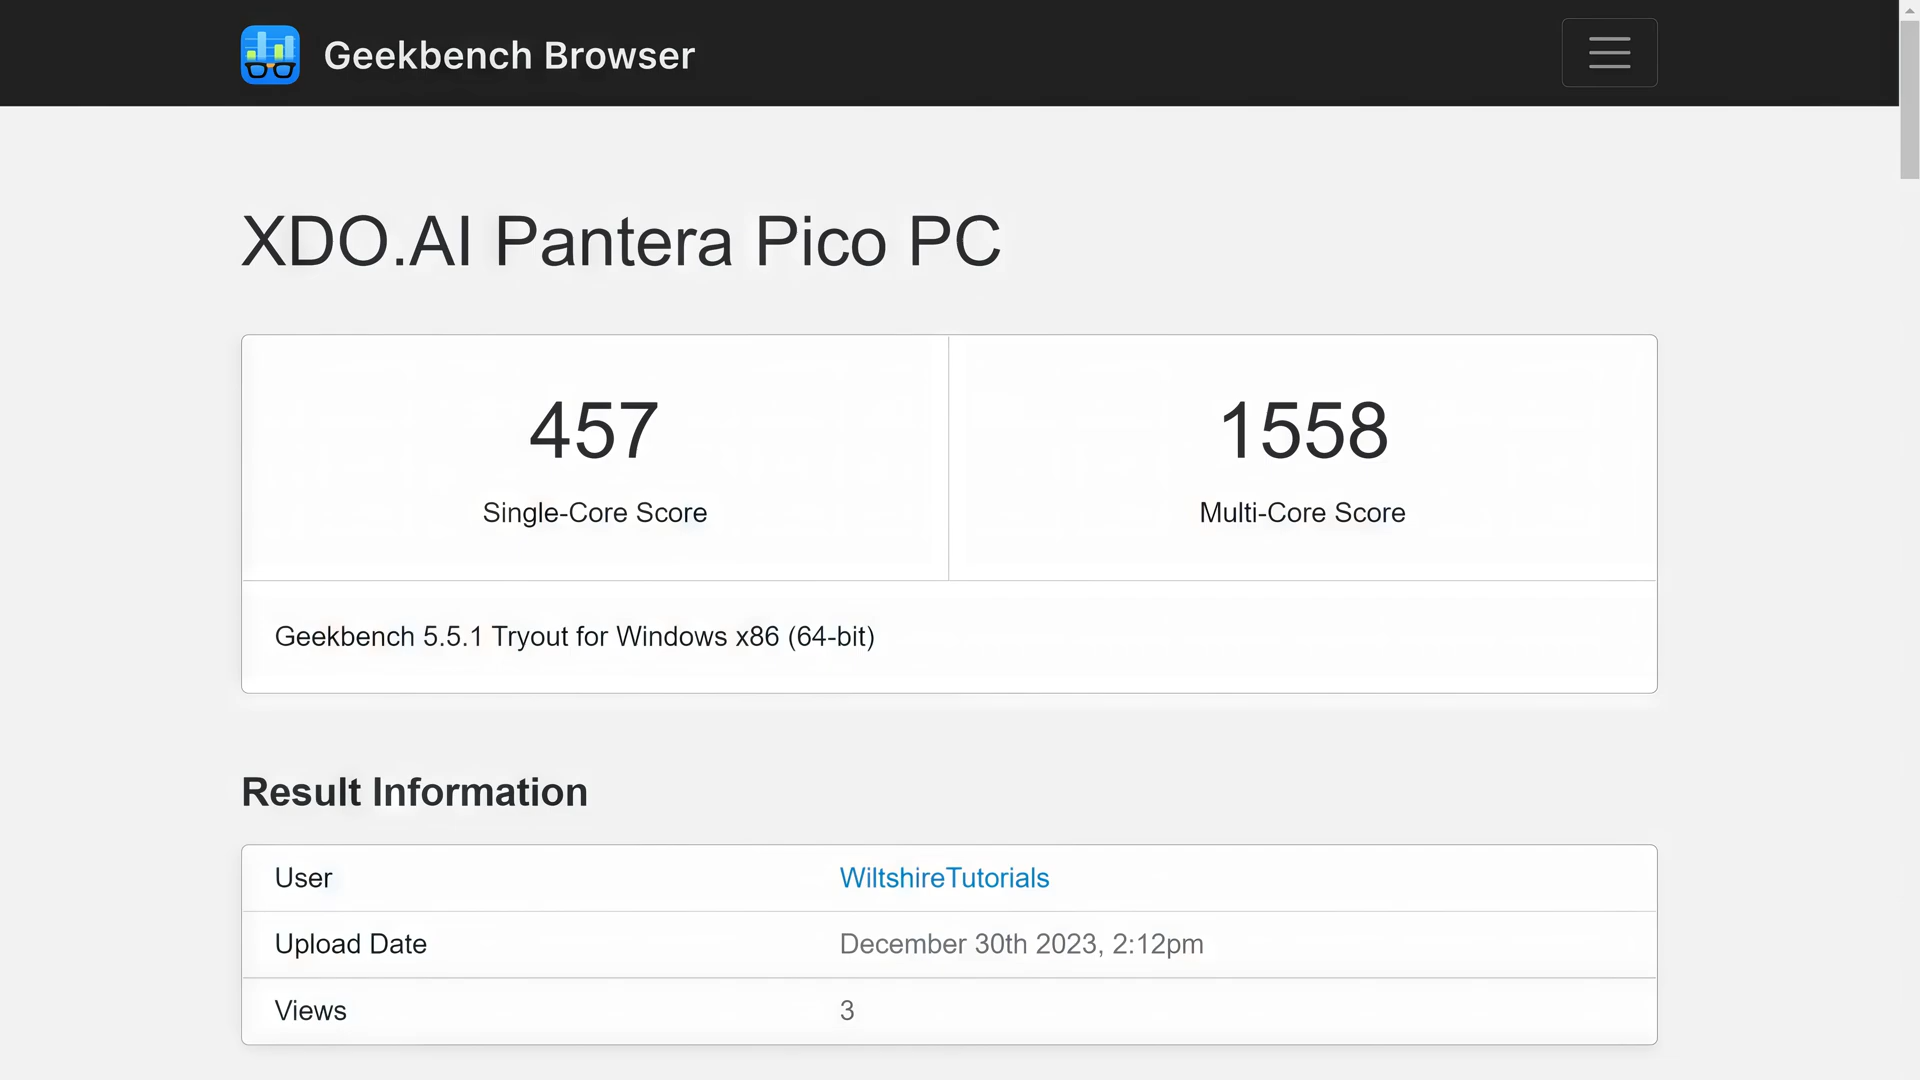 Geekbench Browser
XDO.AI Pantera Pico PC
457
Single-Core Score
1558
Multi-Core Score
Geekbench 5.5.1 Tryout for Windows x86 (64-bit)
Result Information
User WiltshireTutorials
Upload Date December 30th 2023, 2:12pm
Views 3